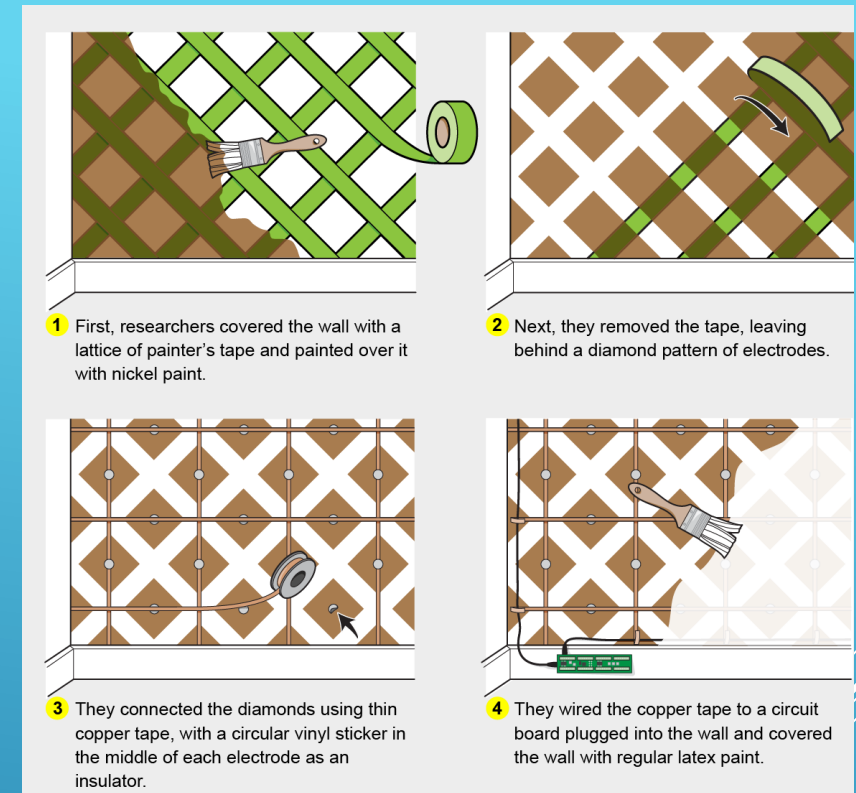 1 First, researchers covered the wall with a
lattice of painter's tape and painted over it
with nickel paint.
2 Next, they removed the tape, leaving
behind a diamond pattern of electrodes.
3 They connected the diamonds using thin
copper tape, with a circular vinyl sticker in
the middle of each electrode as an
insulator.
4 They wired the copper tape to a circuit
board plugged into the wall and covered
the wall with regular latex paint.